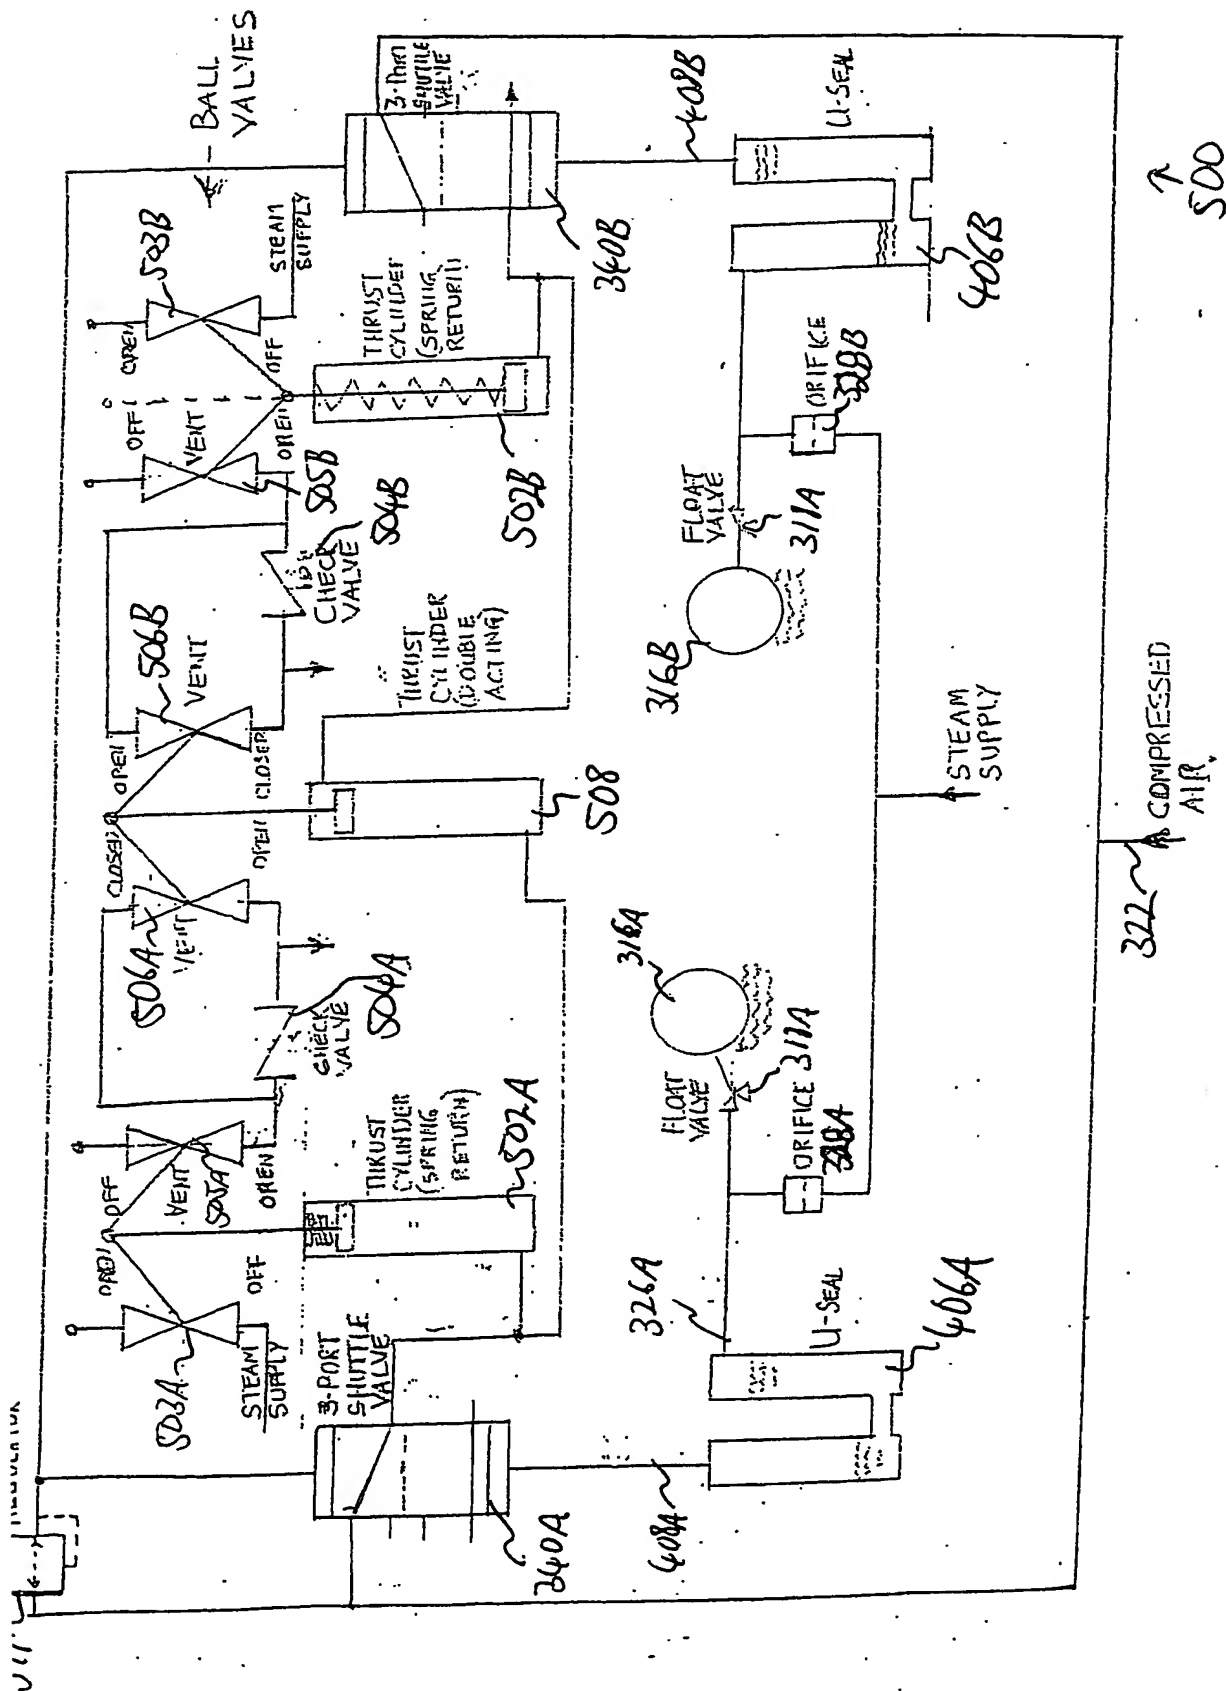 ← BALL
VALVES
OPEN
503B
STEAM
SUPPLY
OFF
OFF
VENT
OPEN
505B
3-PORT
SHUTTLE
VALVE
340B
408B
U-SEAL
406B
500
THRUST
CYLINDER
(SPRING
RETURN)
502B
504B
CHECK
VALVE
506B
VENT
OPEN
CLOSED
THRUST
CYLINDER
(DOUBLE
ACTING)
508
FLOAT
VALVE
311A
ORIFICE
328B
316B
STEAM
SUPPLY
COMPRESSED
AIR
322
CLOSED
OPEN
506A
VENT
504A
CHECK
VALVE
316A
FLOAT
VALVE
311A
ORIFICE
328A
OFF
VENT
505A
OPEN
OPEN
OFF
503A
STEAM
SUPPLY
THRUST
CYLINDER
(SPRING
RETURN)
502A
3-PORT
SHUTTLE
VALVE
340A
408A
326A
U-SEAL
406A